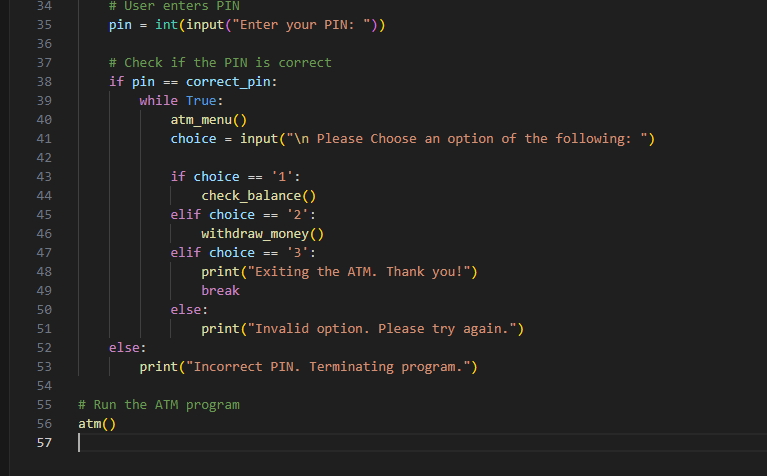 34 # User enters PIN
35 pin = int(input("Enter your PIN: "))
36
37 # Check if the PIN is correct
38 if pin == correct_pin:
39 while True:
40 atm_menu()
41 choice = input("\n Please Choose an option of the following: ")
42
43 if choice == '1':
44 check_balance()
45 elif choice == '2':
46 withdraw_money()
47 elif choice == '3':
48 print("Exiting the ATM. Thank you!")
49 break
50 else:
51 print("Invalid option. Please try again.")
52 else:
53 print("Incorrect PIN. Terminating program.")
54
55 # Run the ATM program
56 atm()
57